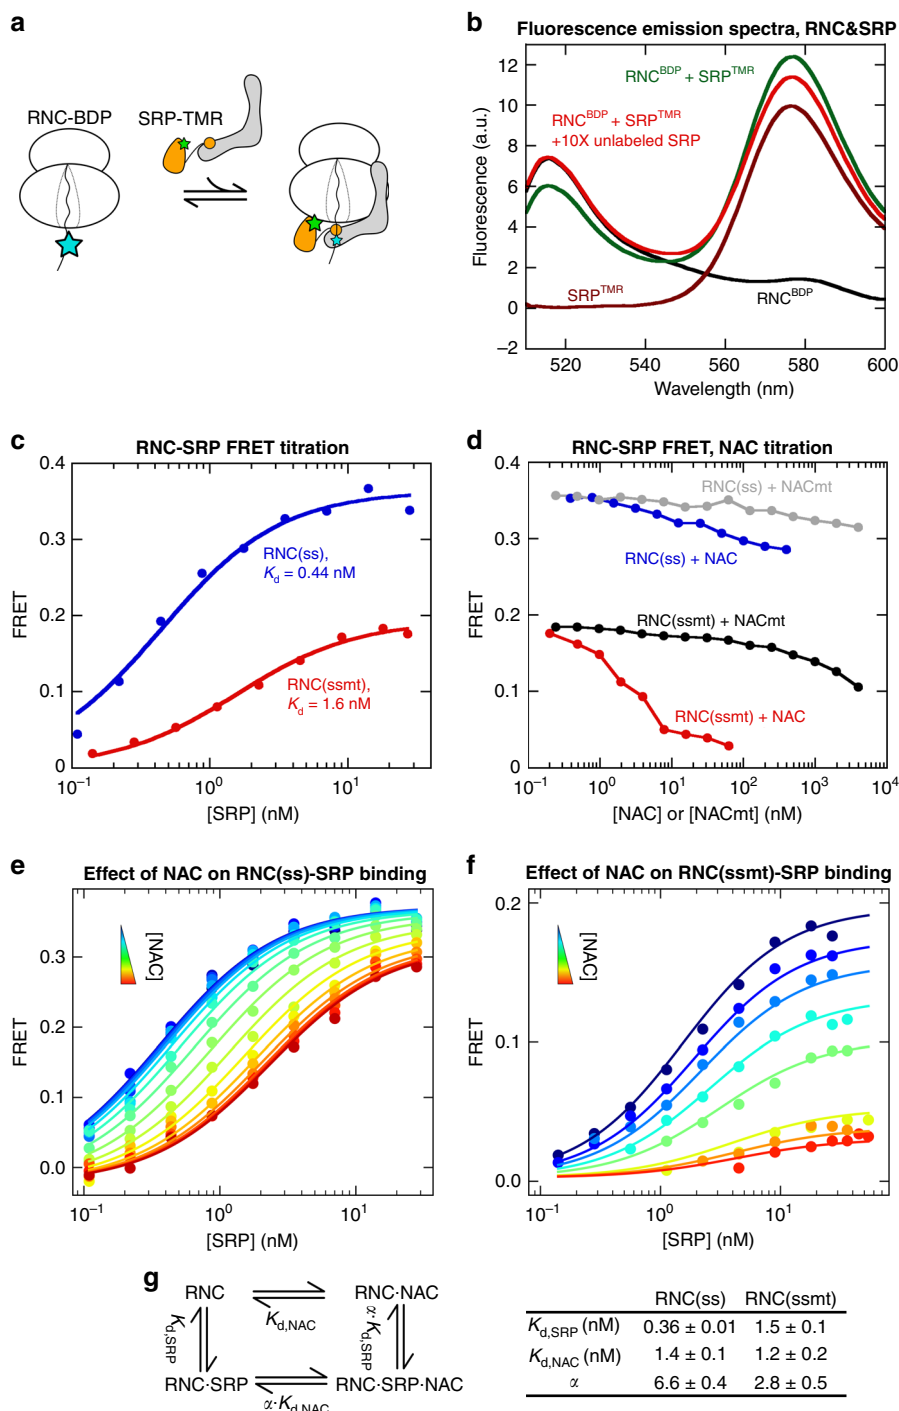 a
RNC-BDP
SRP-TMR
b
Fluorescence emission spectra, RNC&SRP
RNC^BDP + SRP^TMR
RNC^BDP + SRP^TMR
+10X unlabeled SRP
SRP^TMR
RNC^BDP
Fluorescence (a.u.)
12
10
8
6
4
2
0
–2
520
540
560
580
600
Wavelength (nm)
c
RNC-SRP FRET titration
FRET
0.4
0.3
0.2
0.1
0
RNC(ss),
K_d = 0.44 nM
RNC(ssmt),
K_d = 1.6 nM
10^–1
10^0
10^1
[SRP] (nM)
d
RNC-SRP FRET, NAC titration
FRET
0.4
0.3
0.2
0.1
0
RNC(ss) + NACmt
RNC(ss) + NAC
RNC(ssmt) + NACmt
RNC(ssmt) + NAC
10^–1
10^0
10^1
10^2
10^3
10^4
[NAC] or [NACmt] (nM)
e
Effect of NAC on RNC(ss)-SRP binding
[NAC]
FRET
0.3
0.2
0.1
0.0
10^–1
10^0
10^1
[SRP] (nM)
f
Effect of NAC on RNC(ssmt)-SRP binding
[NAC]
FRET
0.2
0.1
0.0
10^–1
10^0
10^1
[SRP] (nM)
g
RNC
RNC·NAC
K_d,NAC
K_d,SRP
α·K_d,SRP
RNC·SRP
RNC·SRP·NAC
α·K_d,NAC
RNC(ss) RNC(ssmt)
K_d,SRP (nM) 0.36 ± 0.01 1.5 ± 0.1
K_d,NAC (nM) 1.4 ± 0.1 1.2 ± 0.2
α 6.6 ± 0.4 2.8 ± 0.5